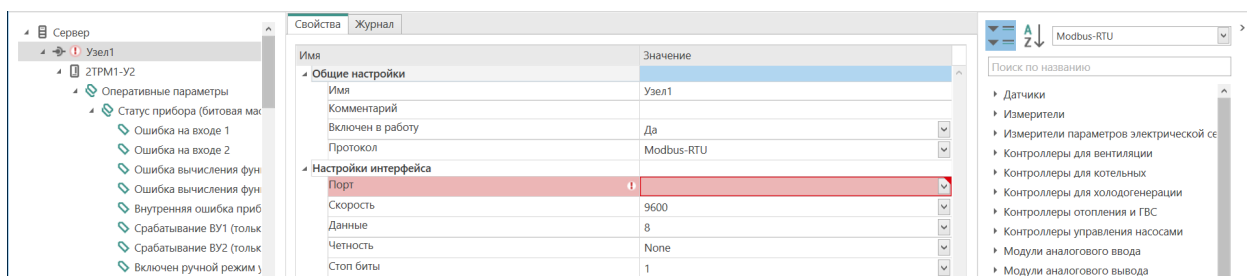 Сервер
Узел1
2ТРМ1-У2
Оперативные параметры
Статус прибора (битовая мас
Ошибка на входе 1
Ошибка на входе 2
Ошибка вычисления фун
Ошибка вычисления фун
Внутренняя ошибка приб
Срабатывание ВУ1 (тольк
Срабатывание ВУ2 (тольк
Включен ручной режим у
Свойства Журнал
Имя Значение
Общие настройки
Имя Узел1
Комментарий
Включен в работу Да
Протокол Modbus-RTU
Настройки интерфейса
Порт
Скорость 9600
Данные 8
Четность None
Стоп биты 1
A
Z
Modbus-RTU
Поиск по названию
Датчики
Измерители
Измерители параметров электрической се
Контроллеры для вентиляции
Контроллеры для котельных
Контроллеры для холодогенерации
Контроллеры отопления и ГВС
Контроллеры управления насосами
Модули аналогового ввода
Модули аналогового вывода